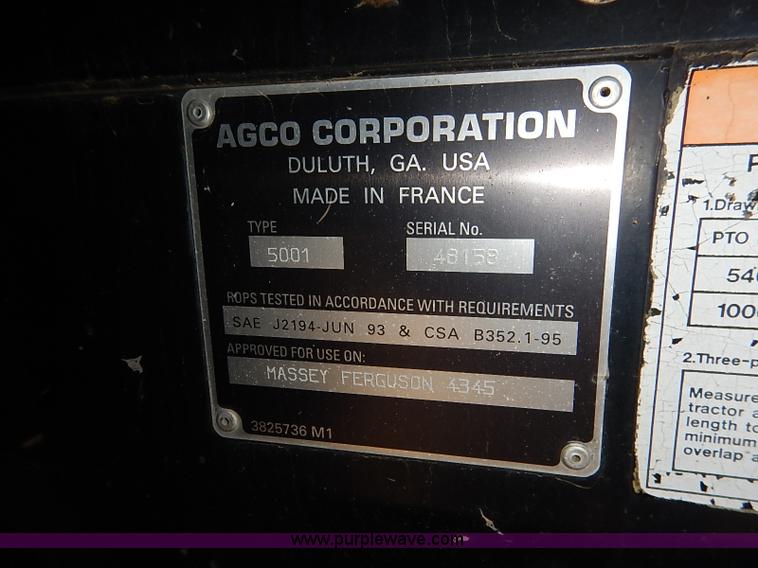 AGCO CORPORATION
DULUTH, GA. USA
MADE IN FRANCE
TYPE SERIAL No.
5001 48158
ROPS TESTED IN ACCORDANCE WITH REQUIREMENTS
SAE J2194-JUN 93 & CSA B352.1-95
APPROVED FOR USE ON:
MASSEY FERGUSON 4345
3825736 M1
P
1.Draw
PTO
540
1000
2.Three-p
Measure
tractor a
length to
minimum
overlap a
www.purplewave.com